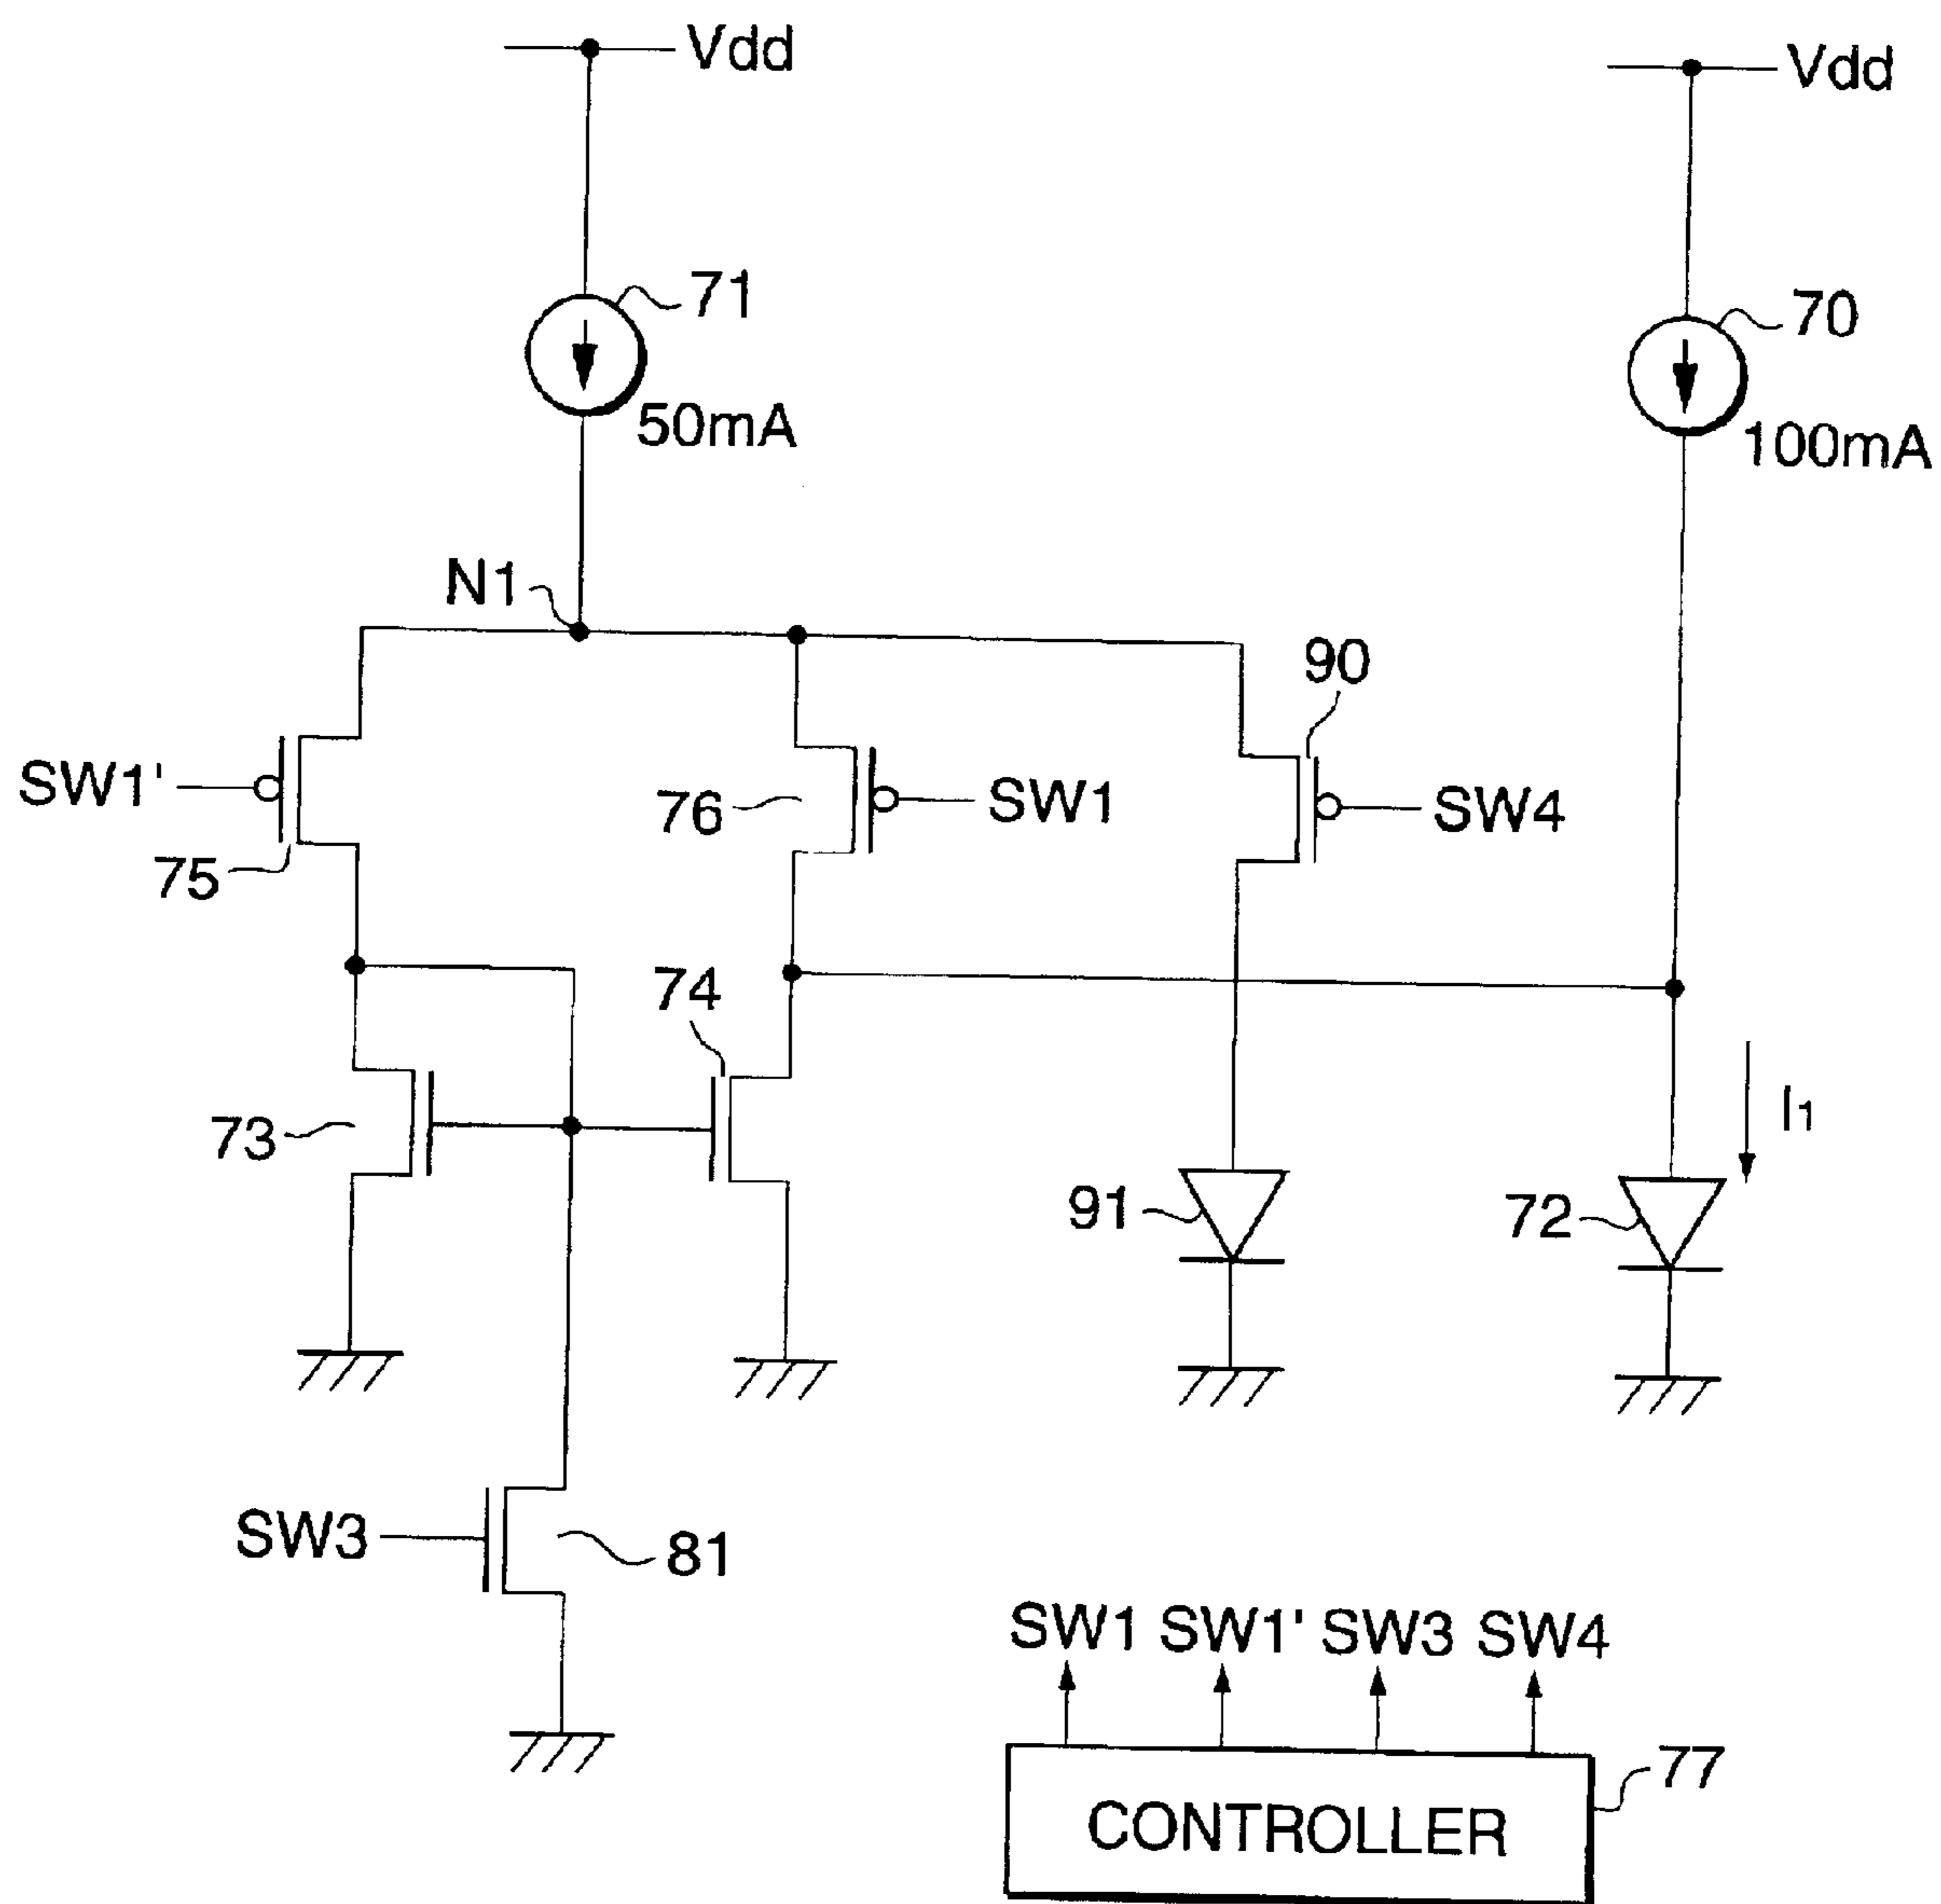 Vdd
Vdd
71
50mA
70
100mA
N1
90
SW1'
75
76
SW1
SW4
74
73
91
72
I1
SW3
81
SW1 SW1' SW3 SW4
77
CONTROLLER